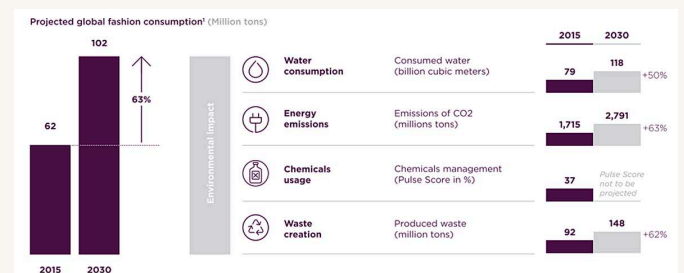 Projected global fashion consumption¹ (Million tons)
102
63%
62
2015 2030
Environmental impact
2015 2030
Water consumption
Consumed water (billion cubic meters)
79 118 +50%
Energy emissions
Emissions of CO2 (millions tons)
1,715 2,791 +63%
Chemicals usage
Chemicals management (Pulse Score in %)
37
Pulse Score not to be projected
Waste creation
Produced waste (million tons)
92 148 +62%